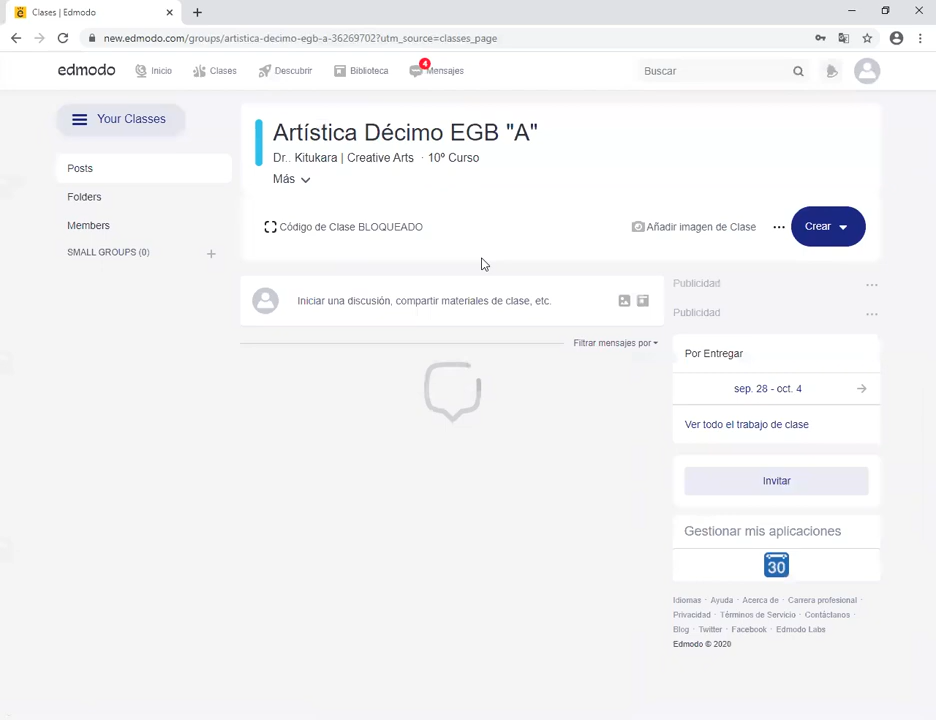 Clases | Edmodo
new.edmodo.com/groups/artistica-decimo-egb-a-36269702?utm_source=classes_page
edmodo Inicio Clases Descubrir Biblioteca 4 Mensajes Buscar
Your Classes
Posts
Folders
Members
SMALL GROUPS (0) +
Artística Décimo EGB "A"
Dr.. Kitukara | Creative Arts · 10º Curso
Más
Código de Clase BLOQUEADO
Añadir imagen de Clase ... Crear
Iniciar una discusión, compartir materiales de clase, etc.
Filtrar mensajes por
Publicidad ...
Publicidad ...
Por Entregar
sep. 28 - oct. 4
Ver todo el trabajo de clase
Invitar
Gestionar mis aplicaciones
30
Idiomas · Ayuda · Acerca de · Carrera profesional ·
Privacidad · Términos de Servicio · Contáctanos ·
Blog · Twitter · Facebook · Edmodo Labs
Edmodo © 2020